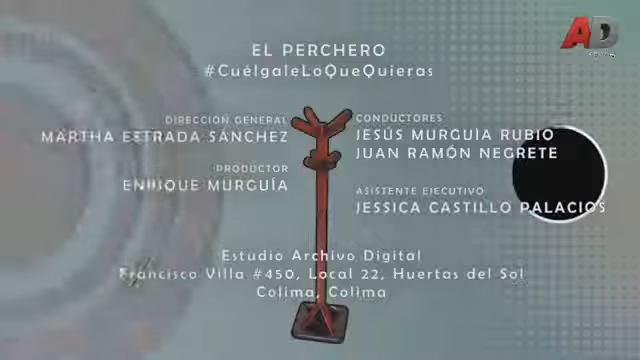 AD
EL PERCHERO
#CuélgaleLoQueQuieras
DIRECCIÓN GENERAL
MARTHA ESTRADA SÁNCHEZ
PRODUCTOR
ENRIQUE MURGUÍA
CONDUCTORES
JESÚS MURGUIA RUBIO
JUAN RAMÓN NEGRETE
ASISTENTE EJECUTIVO
JESSICA CASTILLO PALACIOS
Estudio Archivo Digital
Francisco Villa #450, Local 22, Huertas del Sol
Colima, Colima